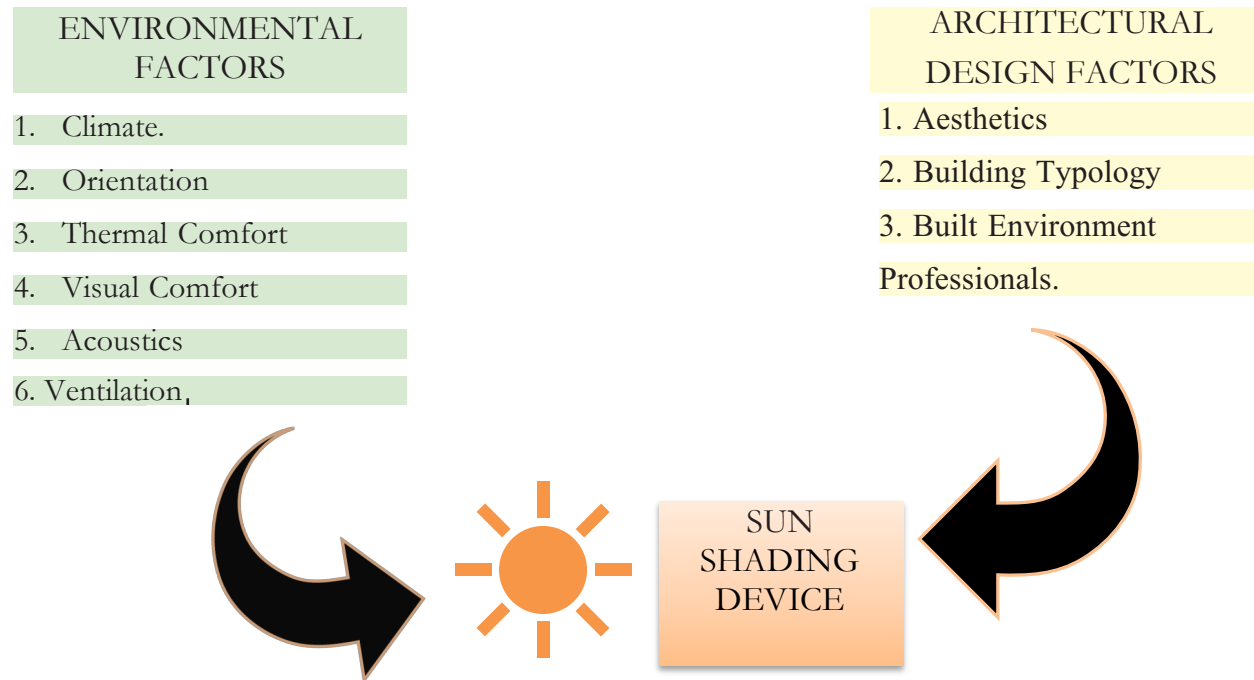 ENVIRONMENTAL
FACTORS
1. Climate.
2. Orientation
3. Thermal Comfort
4. Visual Comfort
5. Acoustics
6. Ventilation
ARCHITECTURAL
DESIGN FACTORS
1. Aesthetics
2. Building Typology
3. Built Environment
Professionals.
SUN
SHADING
DEVICE